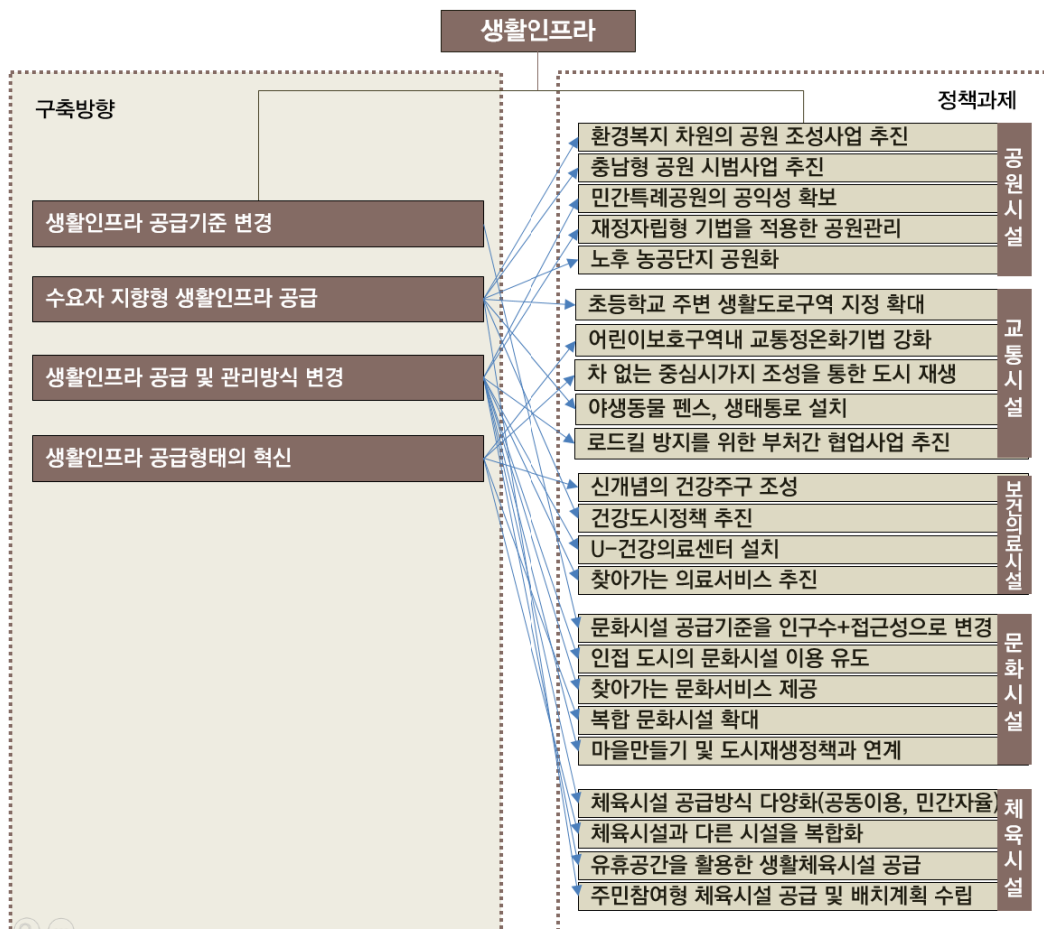 생활인프라
구축방향
생활인프라 공급기준 변경
수요자 지향형 생활인프라 공급
생활인프라 공급 및 관리방식 변경
생활인프라 공급형태의 혁신
정책과제
환경복지 차원의 공원 조성사업 추진
충남형 공원 시범사업 추진
민간특례공원의 공익성 확보
재정자립형 기법을 적용한 공원관리
노후 농공단지 공원화
공원시설
초등학교 주변 생활도로구역 지정 확대
어린이보호구역내 교통정온화기법 강화
차 없는 중심시가지 조성을 통한 도시 재생
야생동물 펜스, 생태통로 설치
로드킬 방지를 위한 부처간 협업사업 추진
교통시설
신개념의 건강주구 조성
건강도시정책 추진
U-건강의료센터 설치
찾아가는 의료서비스 추진
보건의료시설
문화시설 공급기준을 인구수+접근성으로 변경
인접 도시의 문화시설 이용 유도
찾아가는 문화서비스 제공
복합 문화시설 확대
마을만들기 및 도시재생정책과 연계
문화시설
체육시설 공급방식 다양화(공동이용, 민간자율)
체육시설과 다른 시설을 복합화
유휴공간을 활용한 생활체육시설 공급
주민참여형 체육시설 공급 및 배치계획 수립
체육시설